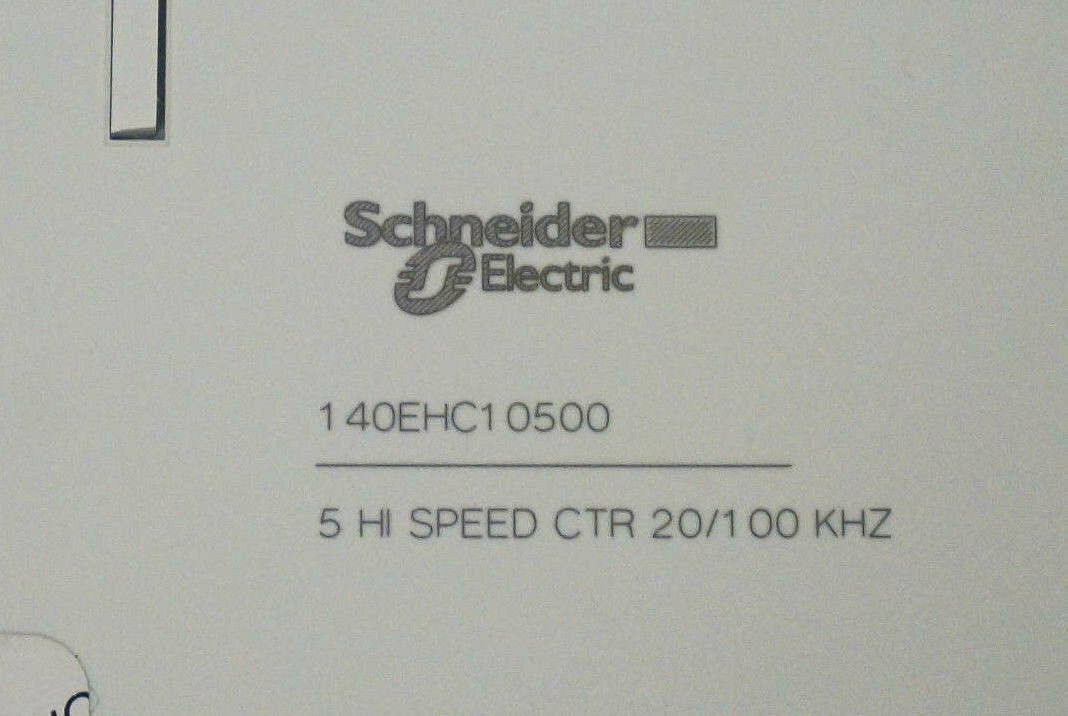 Schneider
Electric
140EHC10500
5 HI SPEED CTR 20/100 KHZ